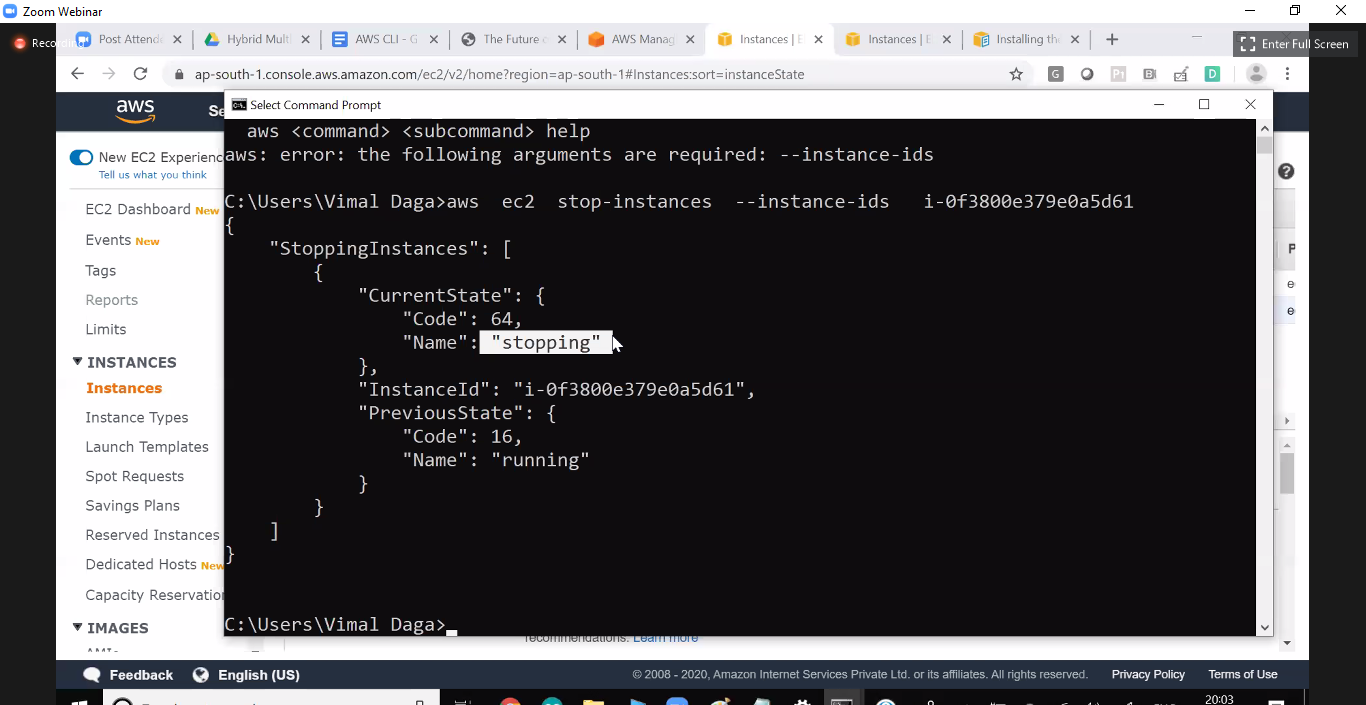 Zoom Webinar
Recording
Post Attend
Hybrid Mult
AWS CLI - G
The Future o
AWS Manag
Instances | E
Instances | E
Installing th
Enter Full Screen
ap-south-1.console.aws.amazon.com/ec2/v2/home?region=ap-south-1#Instances:sort=instanceState
aws
Se
Select Command Prompt
New EC2 Experienc
Tell us what you think
EC2 Dashboard New
Events New
Tags
Reports
Limits
INSTANCES
Instances
Instance Types
Launch Templates
Spot Requests
Savings Plans
Reserved Instances
Dedicated Hosts New
Capacity Reservation
IMAGES
aws <command> <subcommand> help
aws: error: the following arguments are required: --instance-ids
C:\Users\Vimal Daga>aws ec2 stop-instances --instance-ids i-0f3800e379e0a5d61
{
"StoppingInstances": [
{
"CurrentState": {
"Code": 64,
"Name": "stopping"
},
"InstanceId": "i-0f3800e379e0a5d61",
"PreviousState": {
"Code": 16,
"Name": "running"
}
}
]
}
C:\Users\Vimal Daga>
recommendations. Learn more
Feedback
English (US)
© 2008 - 2020, Amazon Internet Services Private Ltd. or its affiliates. All rights reserved.
Privacy Policy
Terms of Use
20:03